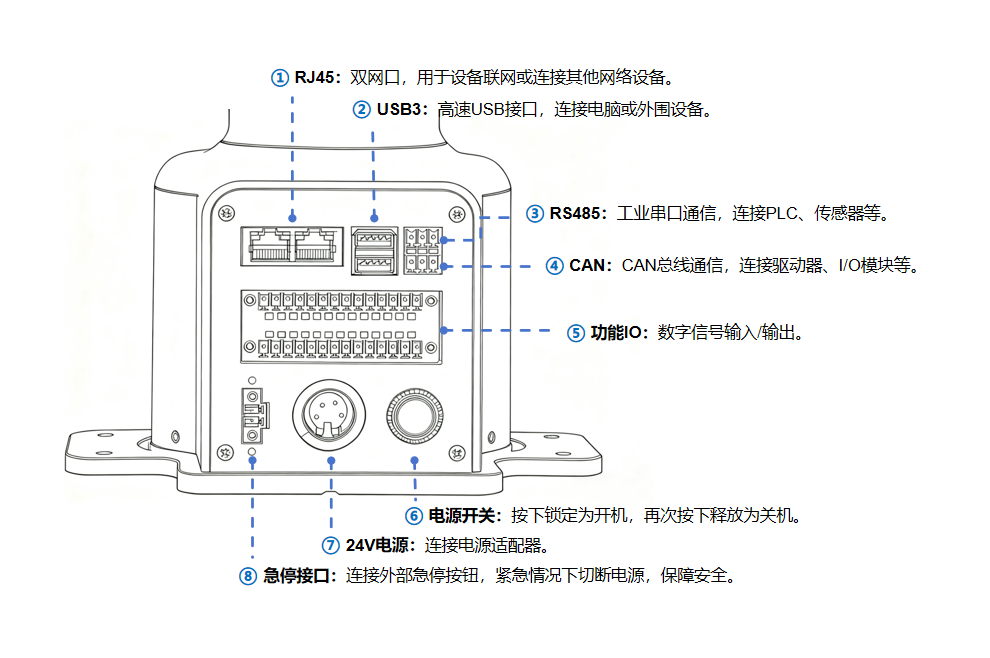 ① RJ45：双网口，用于设备联网或连接其他网络设备。
② USB3：高速USB接口，连接电脑或外围设备。
③ RS485：工业串口通信，连接PLC、传感器等。
④ CAN：CAN总线通信，连接驱动器、I/O模块等。
⑤ 功能IO：数字信号输入/输出。
⑥ 电源开关：按下锁定为开机，再次按下释放为关机。
⑦ 24V电源：连接电源适配器。
⑧ 急停接口：连接外部急停按钮，紧急情况下切断电源，保障安全。